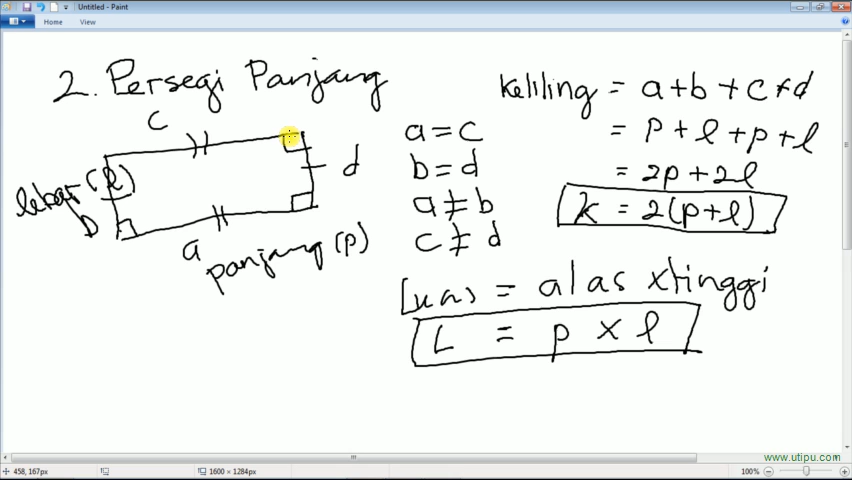 Untitled - Paint
Home View
2. Persegi Panjang
c
d
lebar (l)
b
a
panjang (p)
a = c
b = d
a ≠ b
c ≠ d
Keliling = a + b + c + d
= p + l + p + l
= 2p + 2l
K = 2(p + l)
Luas = alas x tinggi
L = p x l
www.utipu.com
458, 167px
1600 × 1284px
100%